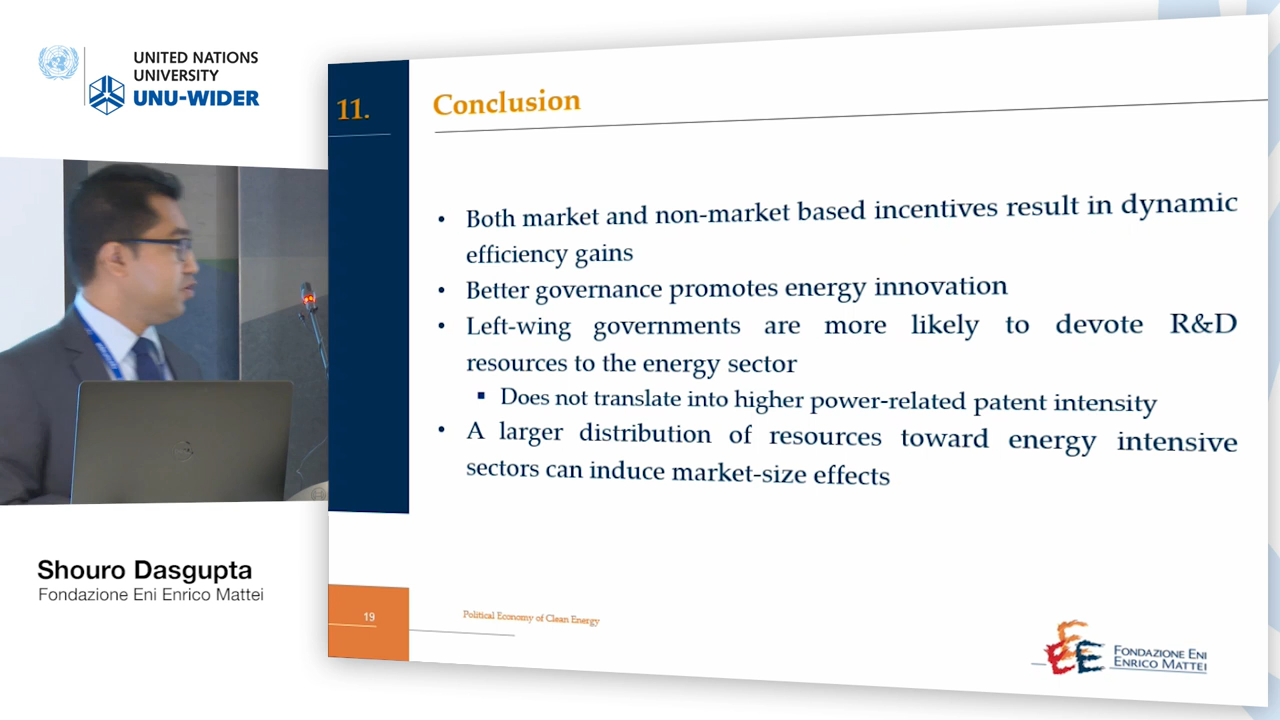 UNITED NATIONS
UNIVERSITY
UNU-WIDER
Shouro Dasgupta
Fondazione Eni Enrico Mattei
11.
Conclusion
• Both market and non-market based incentives result in dynamic
efficiency gains
• Better governance promotes energy innovation
• Left-wing governments are more likely to devote R&D
resources to the energy sector
▪ Does not translate into higher power-related patent intensity
• A larger distribution of resources toward energy intensive
sectors can induce market-size effects
19
Political Economy of Clean Energy
FONDAZIONE ENI
ENRICO MATTEI